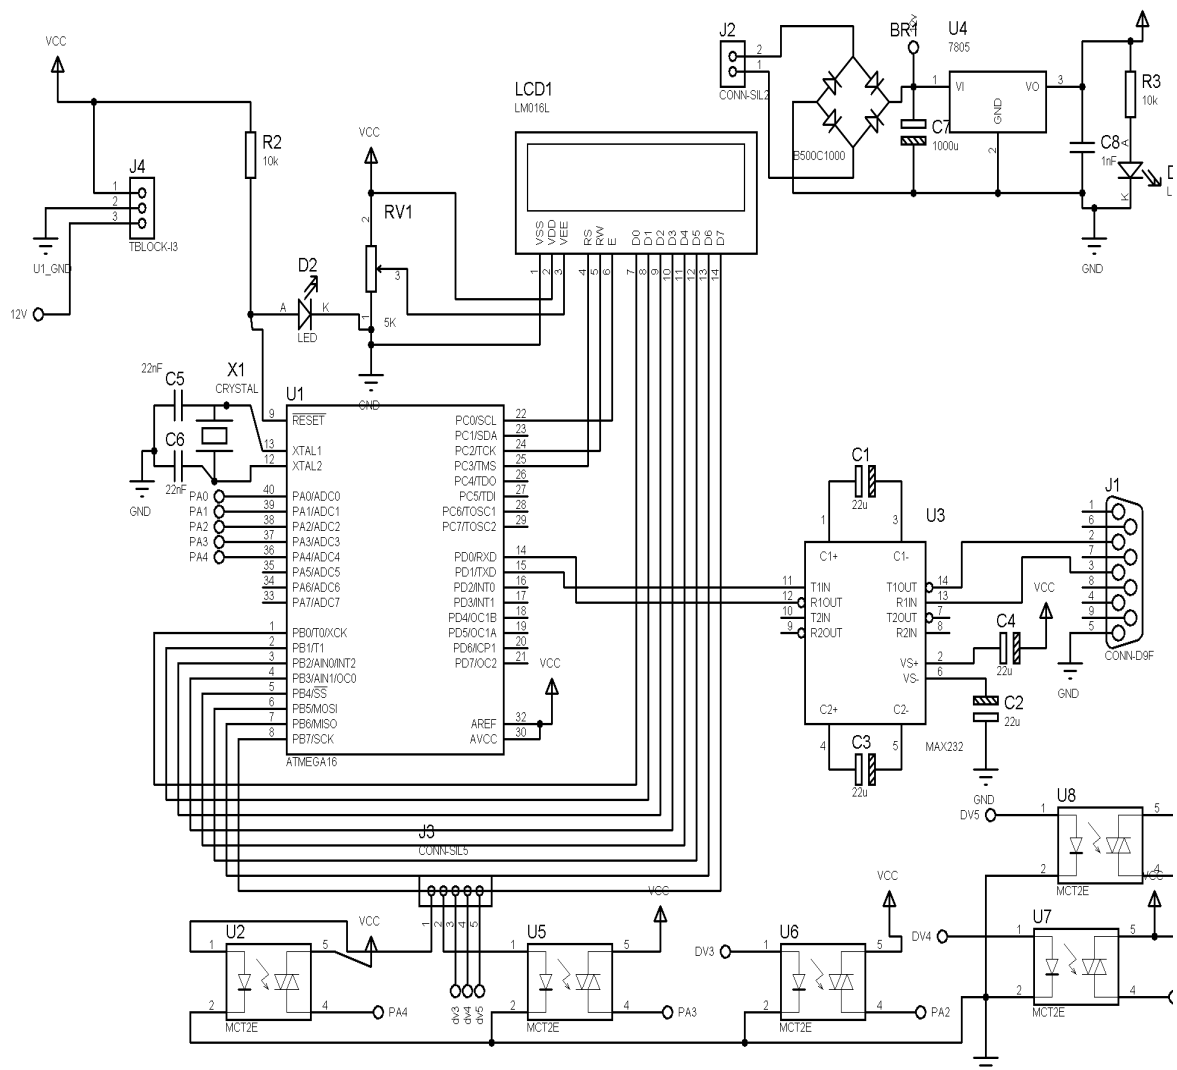 VCC
J4
1
2
3
TBLOCK-I3
U1_GND
12V
R2
10k
VCC
RV1
2
3
1
5K
D2
A K
LED
GND
LCD1
LM016L
VSS VDD VEE RS RW E D0 D1 D2 D3 D4 D5 D6 D7
1 2 3 4 5 6 7 8 9 10 11 12 13 14
J2
2
1
CONN-SIL2
BR1
B500C1000
C7
1000u
U4
7805
1 VI VO 3
GND
2
C8
1nF
R3
10k
A
K
GND
22nF
C5
C6
22nF
GND
X1
CRYSTAL
U1
9 RESET
13 XTAL1
12 XTAL2
PA0 40 PA0/ADC0
PA1 39 PA1/ADC1
PA2 38 PA2/ADC2
PA3 37 PA3/ADC3
PA4 36 PA4/ADC4
35 PA5/ADC5
34 PA6/ADC6
33 PA7/ADC7
1 PB0/T0/XCK
2 PB1/T1
3 PB2/AIN0/INT2
4 PB3/AIN1/OC0
5 PB4/SS
6 PB5/MOSI
7 PB6/MISO
8 PB7/SCK
PC0/SCL 22
PC1/SDA 23
PC2/TCK 24
PC3/TMS 25
PC4/TDO 26
PC5/TDI 27
PC6/TOSC1 28
PC7/TOSC2 29
PD0/RXD 14
PD1/TXD 15
PD2/INT0 16
PD3/INT1 17
PD4/OC1B 18
PD5/OC1A 19
PD6/ICP1 20
PD7/OC2 21
AREF 32
AVCC 30
VCC
ATMEGA16
C1
22u
1 3
U3
C1+ C1-
11 T1IN T1OUT 14
12 R1OUT R1IN 13
10 T2IN T2OUT 7
9 R2OUT R2IN 8
VS+ 2
VS- 6
C2+ C2-
4 5
MAX232
C3
22u
C4
22u
VCC
C2
22u
GND
J1
1
6
2
7
3
8
4
9
5
CONN-D9F
GND
J3
CONN-SIL5
1 2 3 4 5
dv3 dv4 dv5
U2
1 5
2 4
MCT2E
VCC
PA4
U5
1 5
2 4
MCT2E
VCC
PA3
DV3
U6
1 5
2 4
MCT2E
VCC
PA2
DV5
U8
1 5
2 4
MCT2E
DV4
U7
1 5
2 4
MCT2E
VCC